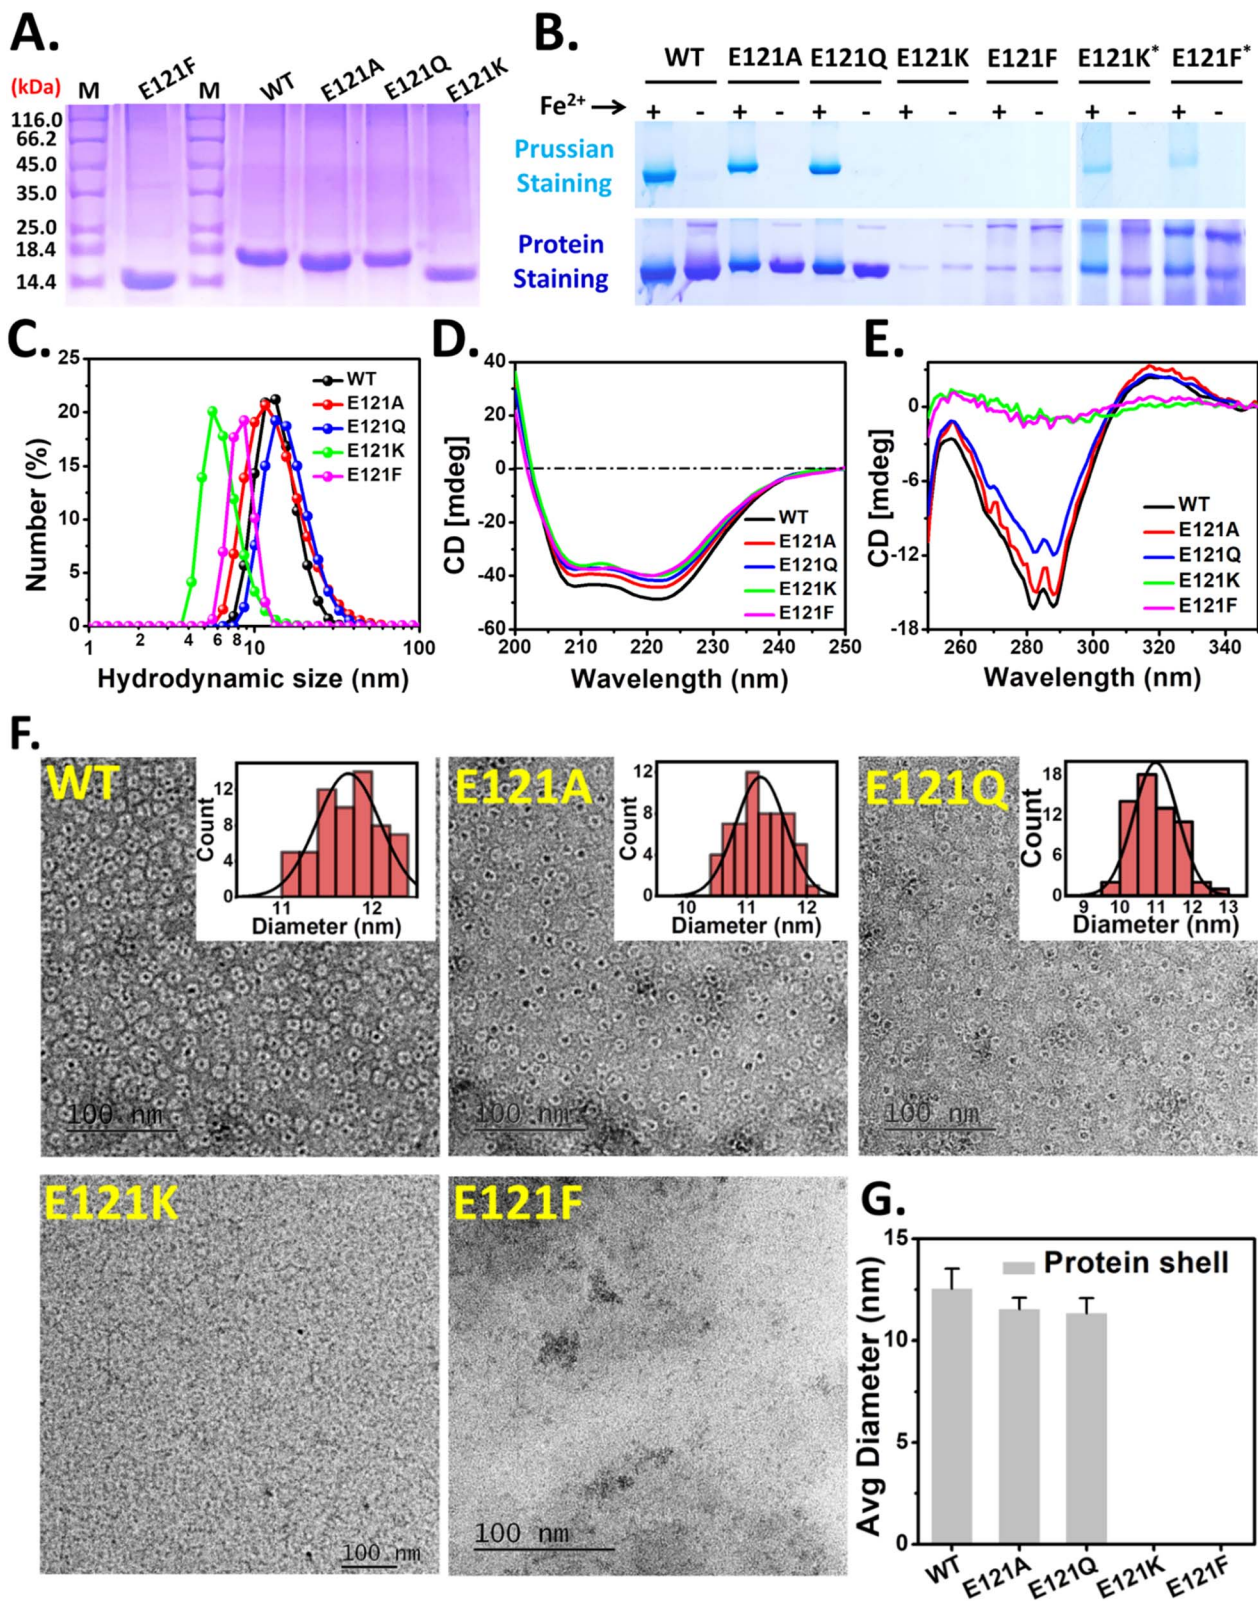 A.
(kDa) M E121F M WT E121A E121Q E121K
116.0
66.2
45.0
35.0
25.0
18.4
14.4
B.
WT E121A E121Q E121K E121F E121K* E121F*
Fe2+ → + - + - + - + - + - + - + -
Prussian
Staining
Protein
Staining
C.
25
20
15
10
5
0
Number (%)
WT
E121A
E121Q
E121K
E121F
1 2 4 6 8 10 100
Hydrodynamic size (nm)
D.
40
20
0
-20
-40
-60
CD [mdeg]
WT
E121A
E121Q
E121K
E121F
200 210 220 230 240 250
Wavelength (nm)
E.
0
-6
-12
-18
CD [mdeg]
WT
E121A
E121Q
E121K
E121F
260 280 300 320 340
Wavelength (nm)
F.
WT
12
8
4
0
Count
11 12
Diameter (nm)
100 nm
E121A
12
8
4
0
Count
10 11 12
Diameter (nm)
100 nm
E121Q
18
12
6
0
Count
9 10 11 12 13
Diameter (nm)
100 nm
E121K
100 nm
E121F
100 nm
G.
15
10
5
0
Avg Diameter (nm)
Protein shell
WT E121A E121Q E121K E121F